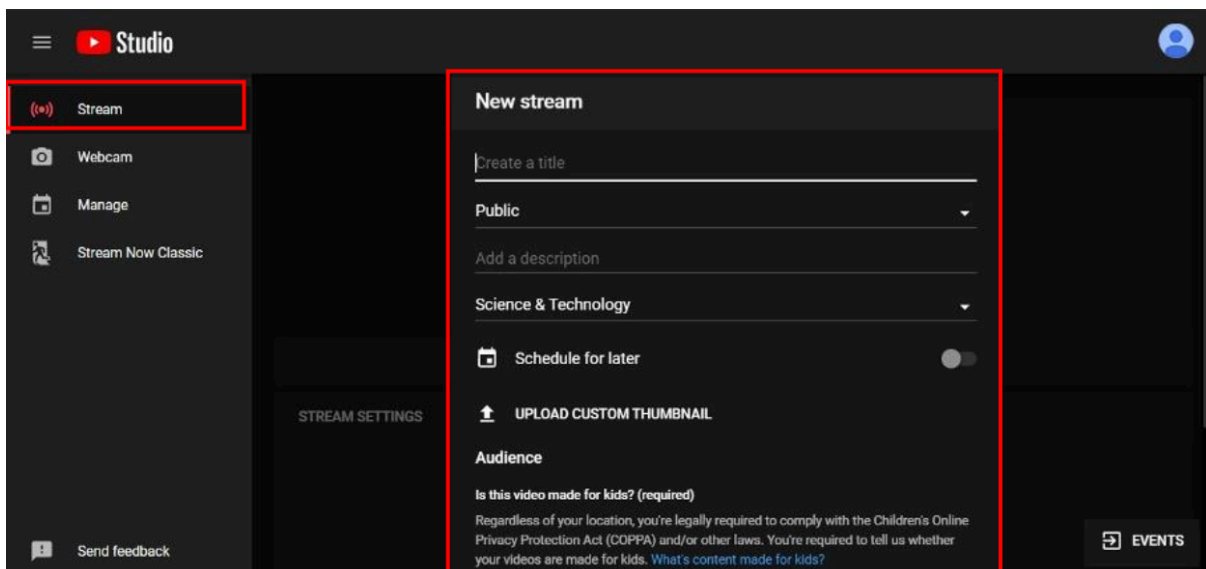 Studio
Stream
Webcam
Manage
Stream Now Classic
Send feedback
New stream
Create a title
Public
Add a description
Science & Technology
Schedule for later
UPLOAD CUSTOM THUMBNAIL
Audience
Is this video made for kids? (required)
Regardless of your location, you're legally required to comply with the Children's Online
Privacy Protection Act (COPPA) and/or other laws. You're required to tell us whether
your videos are made for kids. What's content made for kids?
STREAM SETTINGS
EVENTS